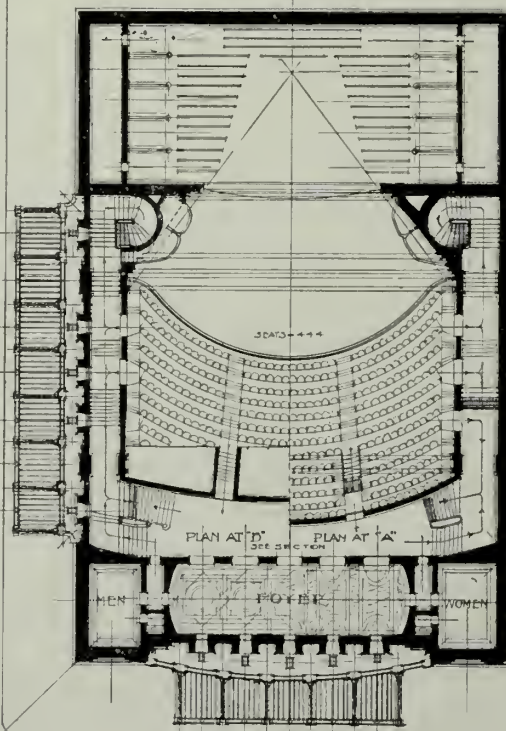 SEATS-444
PLAN AT "D" PLAN AT "A"
SEE SECTION
MEN FOYER WOMEN